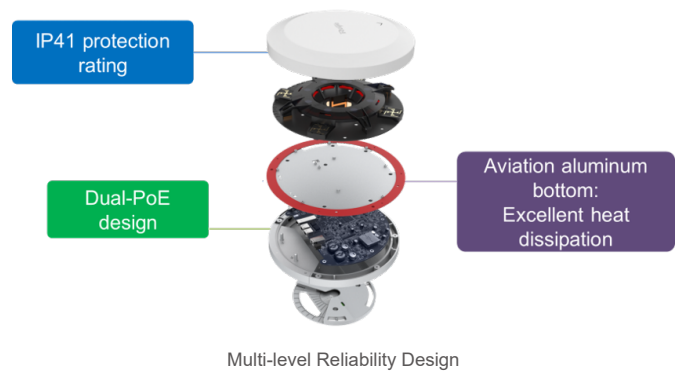 IP41 protection
rating
Aviation aluminum
bottom:
Excellent heat
dissipation
Dual-PoE
design
Multi-level Reliability Design